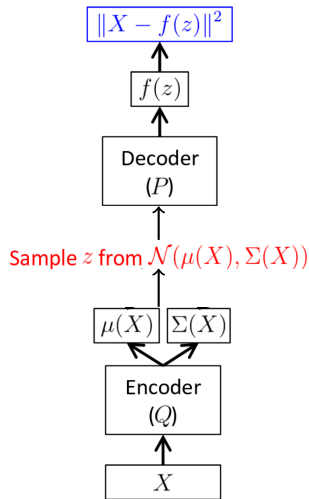 ‖X − f(z)‖²
f(z)
Decoder
(P)
Sample z from 𝒩(μ(X), Σ(X))
μ(X) Σ(X)
Encoder
(Q)
X